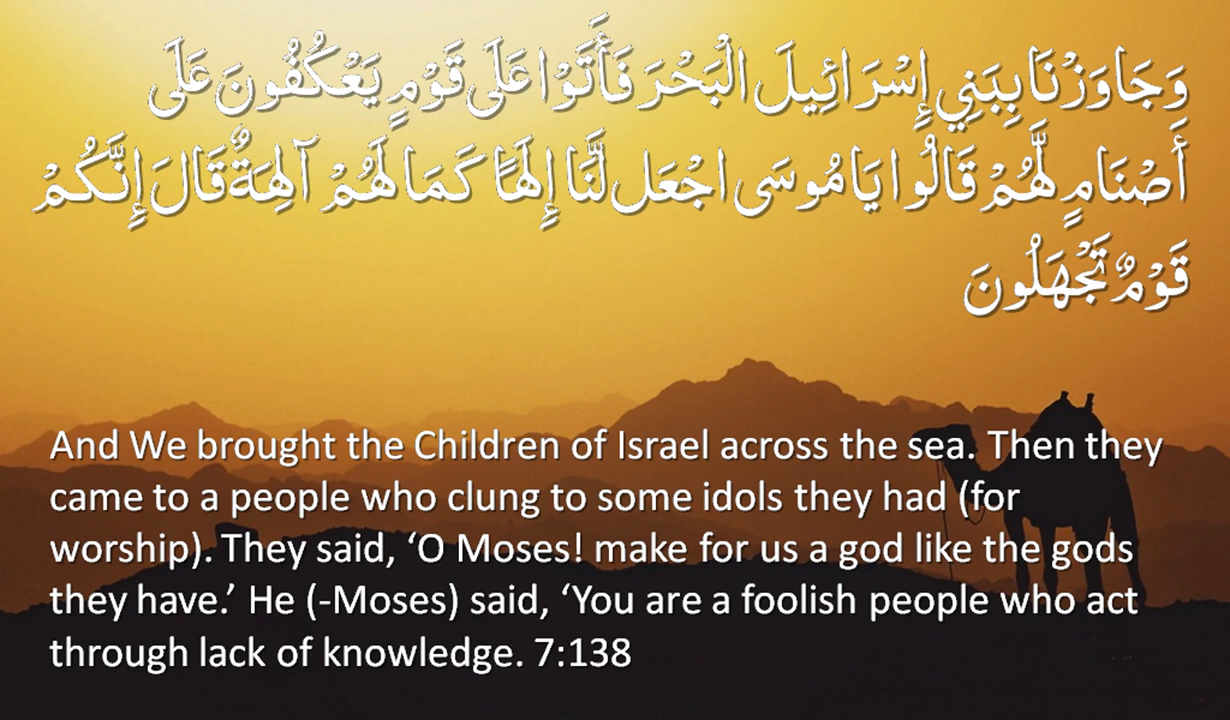 وَجَاوَزْنَا بِبَنِي إِسْرَائِيلَ الْبَحْرَ فَأَتَوْا عَلَى قَوْمٍ يَعْكُفُونَ عَلَى
أَصْنَامٍ لَّهُمْ قَالُوا يَا مُوسَى اجْعَل لَّنَا إِلَهًا كَمَا لَهُمْ آلِهَةٌ قَالَ إِنَّكُمْ
قَوْمٌ تَجْهَلُونَ
And We brought the Children of Israel across the sea. Then they
came to a people who clung to some idols they had (for
worship). They said, ‘O Moses! make for us a god like the gods
they have.’ He (-Moses) said, ‘You are a foolish people who act
through lack of knowledge. 7:138